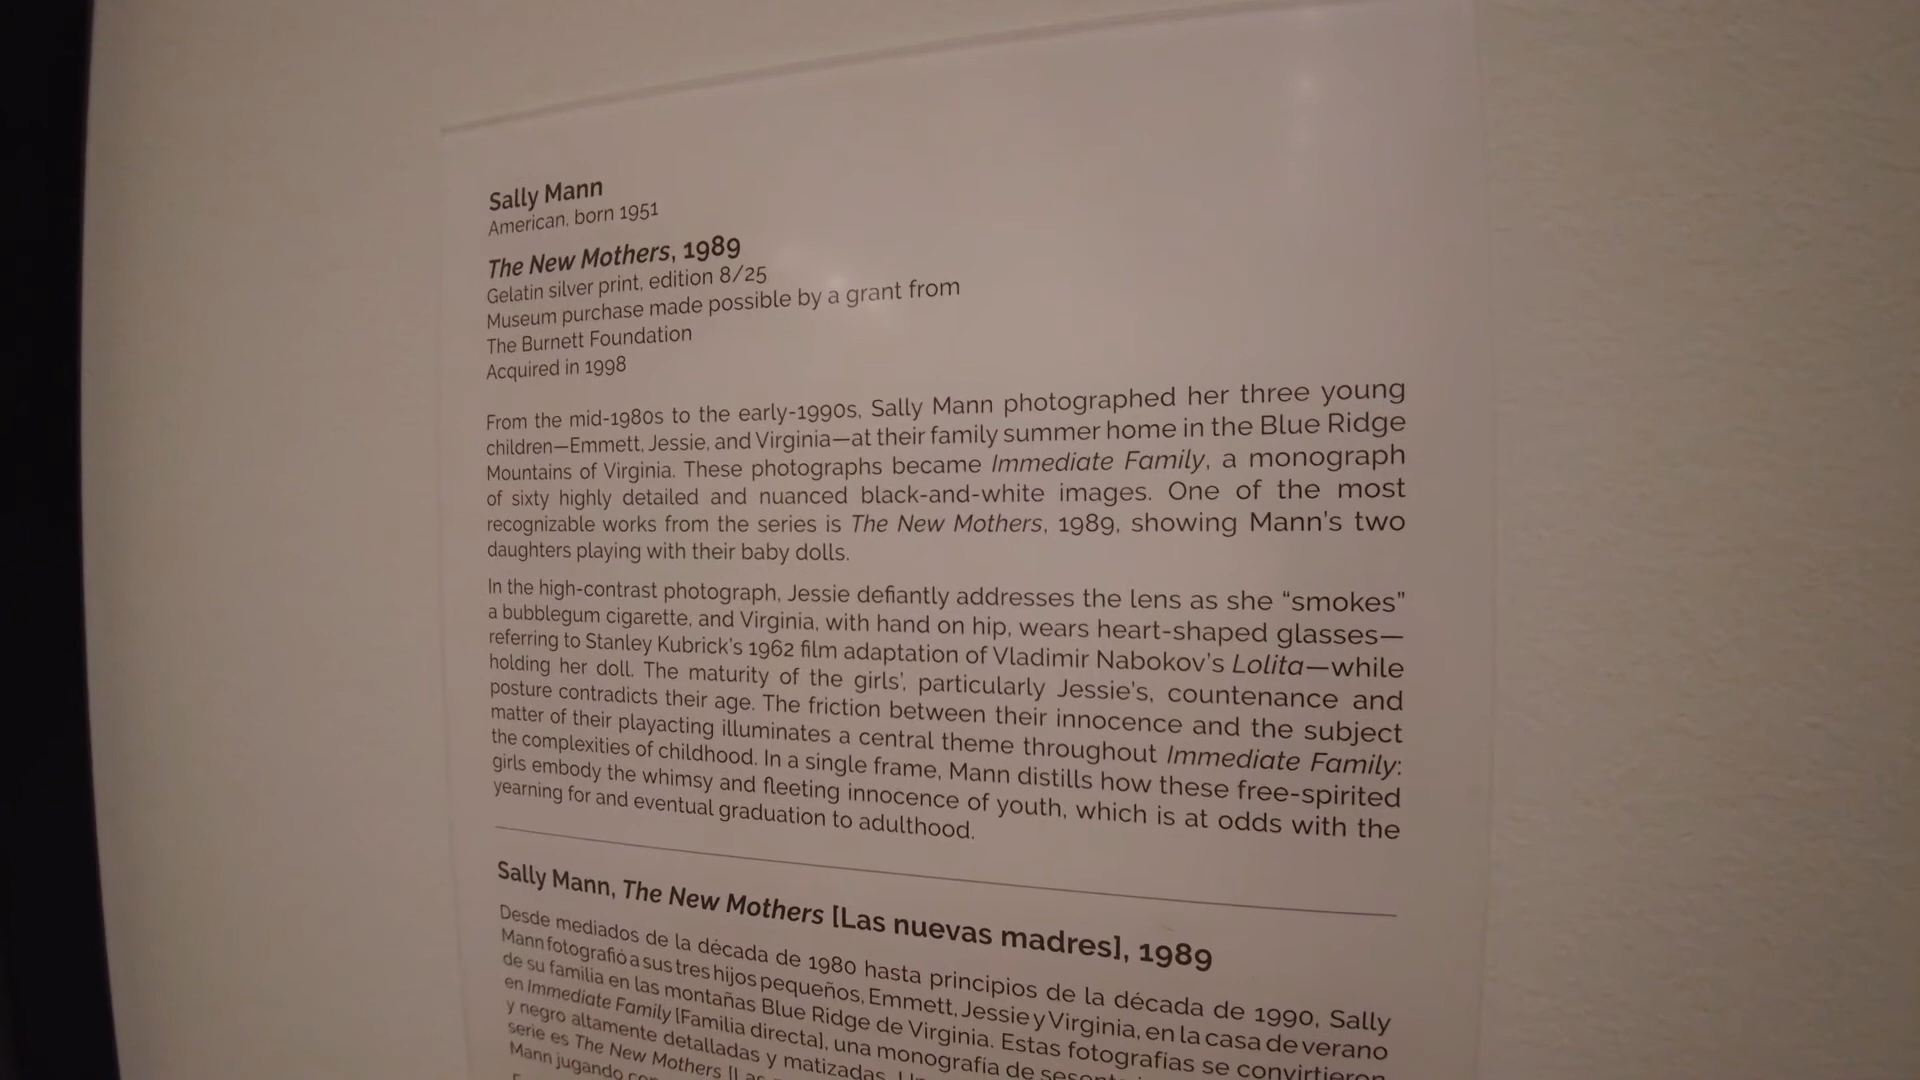 Sally Mann
American, born 1951
The New Mothers, 1989
Gelatin silver print, edition 8/25
Museum purchase made possible by a grant from
The Burnett Foundation
Acquired in 1998
From the mid-1980s to the early-1990s, Sally Mann photographed her three young
children—Emmett, Jessie, and Virginia—at their family summer home in the Blue Ridge
Mountains of Virginia. These photographs became Immediate Family, a monograph
of sixty highly detailed and nuanced black-and-white images. One of the most
recognizable works from the series is The New Mothers, 1989, showing Mann's two
daughters playing with their baby dolls.
In the high-contrast photograph, Jessie defiantly addresses the lens as she “smokes”
a bubblegum cigarette, and Virginia, with hand on hip, wears heart-shaped glasses—
referring to Stanley Kubrick's 1962 film adaptation of Vladimir Nabokov's Lolita—while
holding her doll. The maturity of the girls', particularly Jessie's, countenance and
posture contradicts their age. The friction between their innocence and the subject
matter of their playacting illuminates a central theme throughout Immediate Family:
the complexities of childhood. In a single frame, Mann distills how these free-spirited
girls embody the whimsy and fleeting innocence of youth, which is at odds with the
yearning for and eventual graduation to adulthood.
Sally Mann, The New Mothers [Las nuevas madres], 1989
Desde mediados de la década de 1980 hasta principios de la década de 1990, Sally
Mann fotografió a sus tres hijos pequeños, Emmett, Jessie y Virginia, en la casa de verano
de su familia en las montañas Blue Ridge de Virginia. Estas fotografías se convirtieron
en Immediate Family [Familia directa], una monografía de
y negro altamente detalladas y matizadas.
serie es The New Mothers
Mann jugando